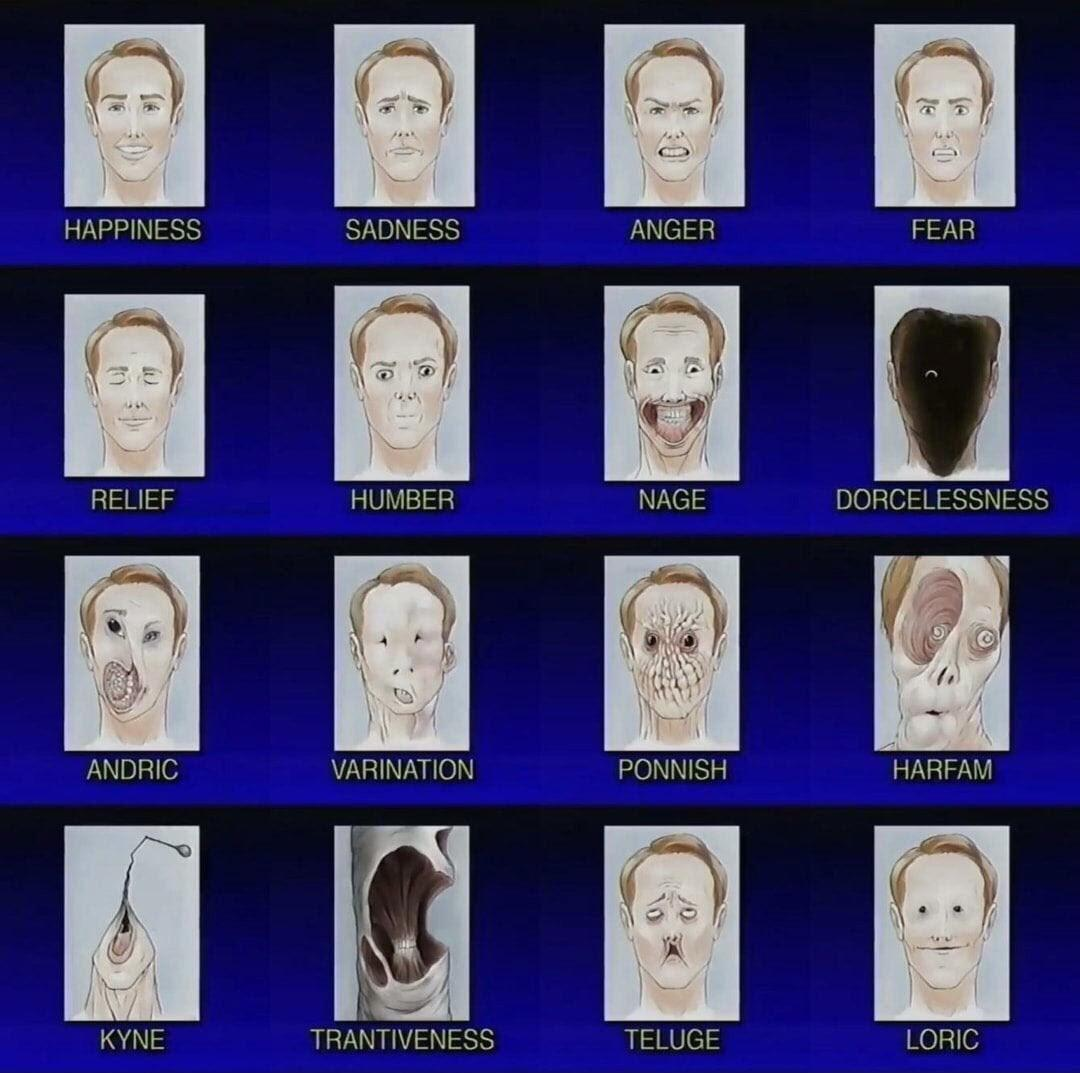 HAPPINESS
SADNESS
ANGER
FEAR
RELIEF
HUMBER
NAGE
DORCELESSNESS
ANDRIC
VARINATION
PONNISH
HARFAM
KYNE
TRANTIVENESS
TELUGE
LORIC